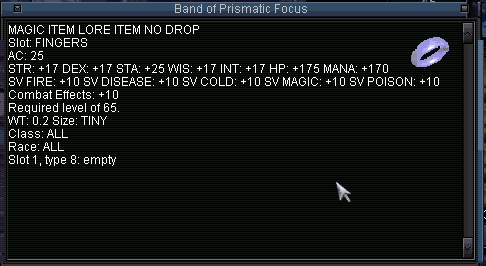 Band of Prismatic Focus
MAGIC ITEM LORE ITEM NO DROP
Slot: FINGERS
AC: 25
STR: +17 DEX: +17 STA: +25 WIS: +17 INT: +17 HP: +175 MANA: +170
SV FIRE: +10 SV DISEASE: +10 SV COLD: +10 SV MAGIC: +10 SV POISON: +10
Combat Effects: +10
Required level of 65.
WT: 0.2 Size: TINY
Class: ALL
Race: ALL
Slot 1, type 8: empty